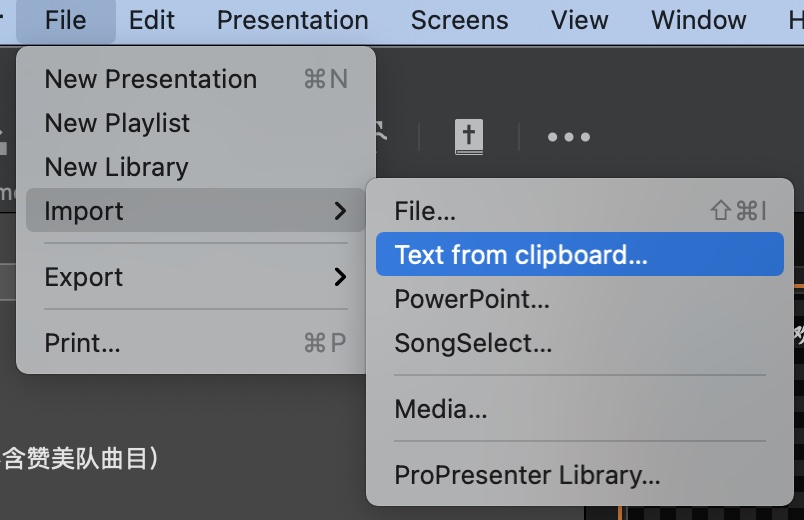 File Edit Presentation Screens View Window H
New Presentation ⌘N
New Playlist
New Library
Import
Export
Print... ⌘P
File... ⇧⌘I
Text from clipboard...
PowerPoint...
SongSelect...
Media...
ProPresenter Library...
含赞美队曲目）